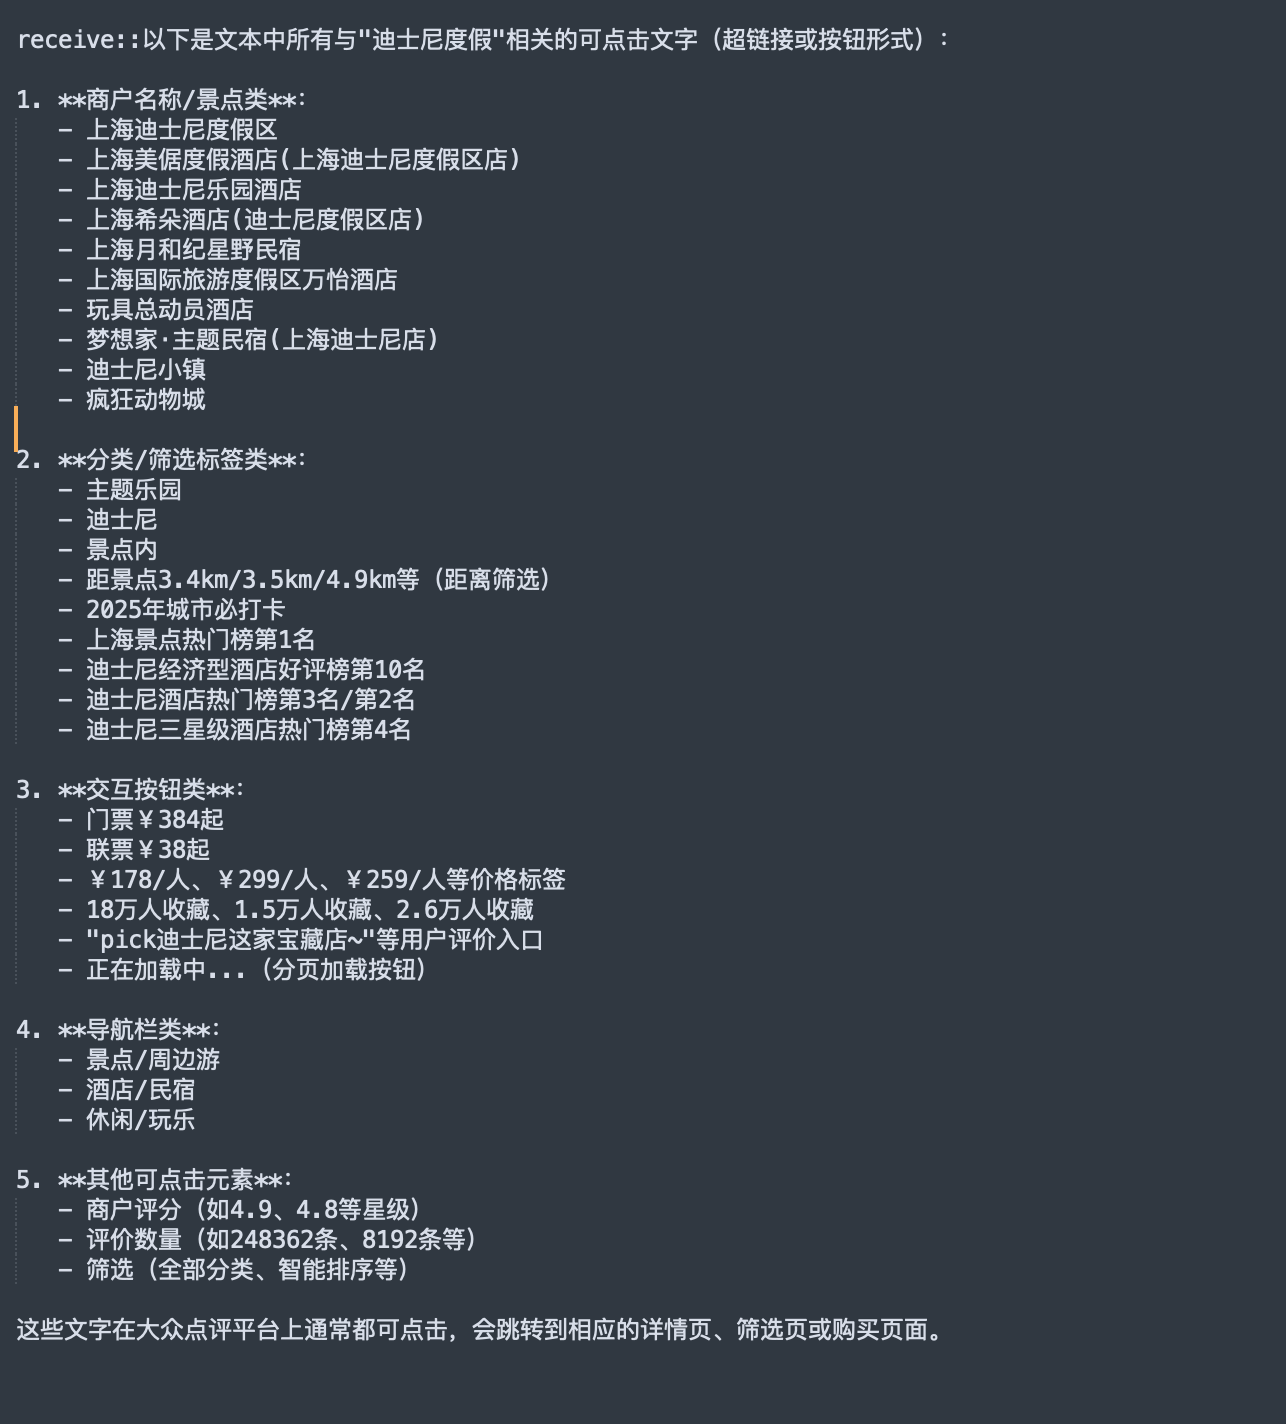 receive::以下是文本中所有与"迪士尼度假"相关的可点击文字（超链接或按钮形式）：
1. **商户名称/景点类**：
- 上海迪士尼度假区
- 上海美倨度假酒店(上海迪士尼度假区店)
- 上海迪士尼乐园酒店
- 上海希朵酒店(迪士尼度假区店)
- 上海月和纪星野民宿
- 上海国际旅游度假区万怡酒店
- 玩具总动员酒店
- 梦想家·主题民宿(上海迪士尼店)
- 迪士尼小镇
- 疯狂动物城
2. **分类/筛选标签类**：
- 主题乐园
- 迪士尼
- 景点内
- 距景点3.4km/3.5km/4.9km等（距离筛选）
- 2025年城市必打卡
- 上海景点热门榜第1名
- 迪士尼经济型酒店好评榜第10名
- 迪士尼酒店热门榜第3名/第2名
- 迪士尼三星级酒店热门榜第4名
3. **交互按钮类**：
- 门票￥384起
- 联票￥38起
- ￥178/人、￥299/人、￥259/人等价格标签
- 18万人收藏、1.5万人收藏、2.6万人收藏
- "pick迪士尼这家宝藏店~"等用户评价入口
- 正在加载中...（分页加载按钮）
4. **导航栏类**：
- 景点/周边游
- 酒店/民宿
- 休闲/玩乐
5. **其他可点击元素**：
- 商户评分（如4.9、4.8等星级）
- 评价数量（如248362条、8192条等）
- 筛选（全部分类、智能排序等）
这些文字在大众点评平台上通常都可点击，会跳转到相应的详情页、筛选页或购买页面。